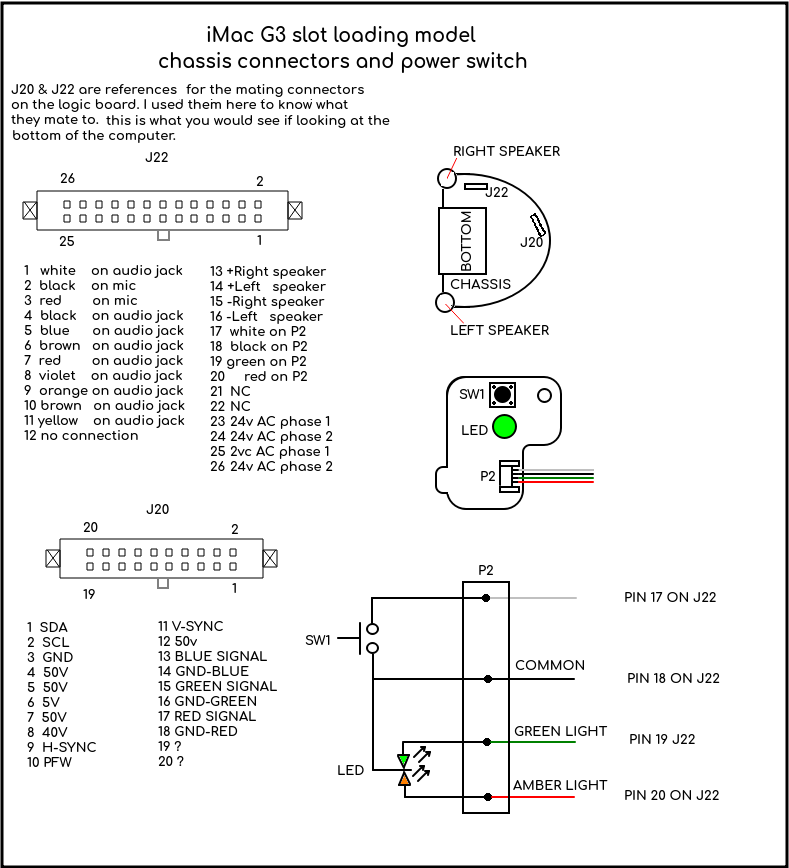 iMac G3 slot loading model
chassis connectors and power switch
J20 & J22 are references for the mating connectors
on the logic board. I used them here to know what
they mate to. this is what you would see if looking at the
bottom of the computer.
J22
26
2
25
1
1 white on audio jack
2 black on mic
3 red on mic
4 black on audio jack
5 blue on audio jack
6 brown on audio jack
7 red on audio jack
8 violet on audio jack
9 orange on audio jack
10 brown on audio jack
11 yellow on audio jack
12 no connection
13 +Right speaker
14 +Left speaker
15 -Right speaker
16 -Left speaker
17 white on P2
18 black on P2
19 green on P2
20 red on P2
21 NC
22 NC
23 24v AC phase 1
24 24v AC phase 2
25 2vc AC phase 1
26 24v AC phase 2
RIGHT SPEAKER
J22
J20
BOTTOM
CHASSIS
LEFT SPEAKER
SW1
LED
P2
J20
20
2
19
1
1 SDA
2 SCL
3 GND
4 50V
5 50V
6 5V
7 50V
8 40V
9 H-SYNC
10 PFW
11 V-SYNC
12 50v
13 BLUE SIGNAL
14 GND-BLUE
15 GREEN SIGNAL
16 GND-GREEN
17 RED SIGNAL
18 GND-RED
19 ?
20 ?
P2
PIN 17 ON J22
SW1
COMMON
PIN 18 ON J22
GREEN LIGHT
PIN 19 J22
LED
AMBER LIGHT
PIN 20 ON J22